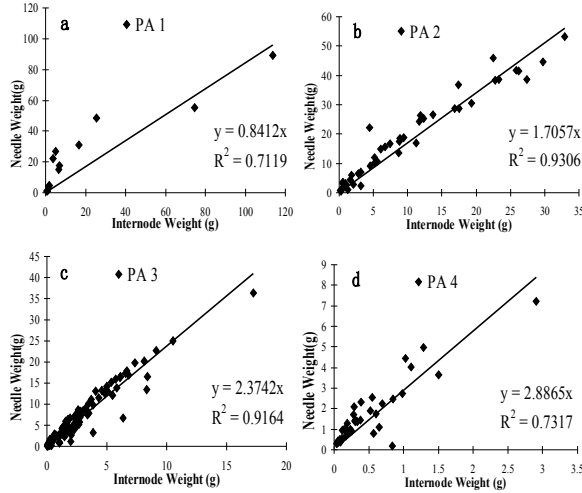 a
PA 1
Needle Weight(g)
120
100
80
60
40
20
0
y = 0.8412x
R² = 0.7119
0 20 40 60 80 100 120
Internode Weight (g)
b
PA 2
Needle Weight(g)
60
50
40
30
20
10
0
y = 1.7057x
R² = 0.9306
0 5 10 15 20 25 30 35
Internode Weight (g)
c
PA 3
Needle Weight(g)
45
40
35
30
25
20
15
10
5
0
y = 2.3742x
R² = 0.9164
0 5 10 15 20
Internode Weight (g)
d
PA 4
Needle Weight(g)
9
8
7
6
5
4
3
2
1
0
y = 2.8865x
R² = 0.7317
0 0.5 1 1.5 2 2.5 3 3.5
Internode Weight (g)